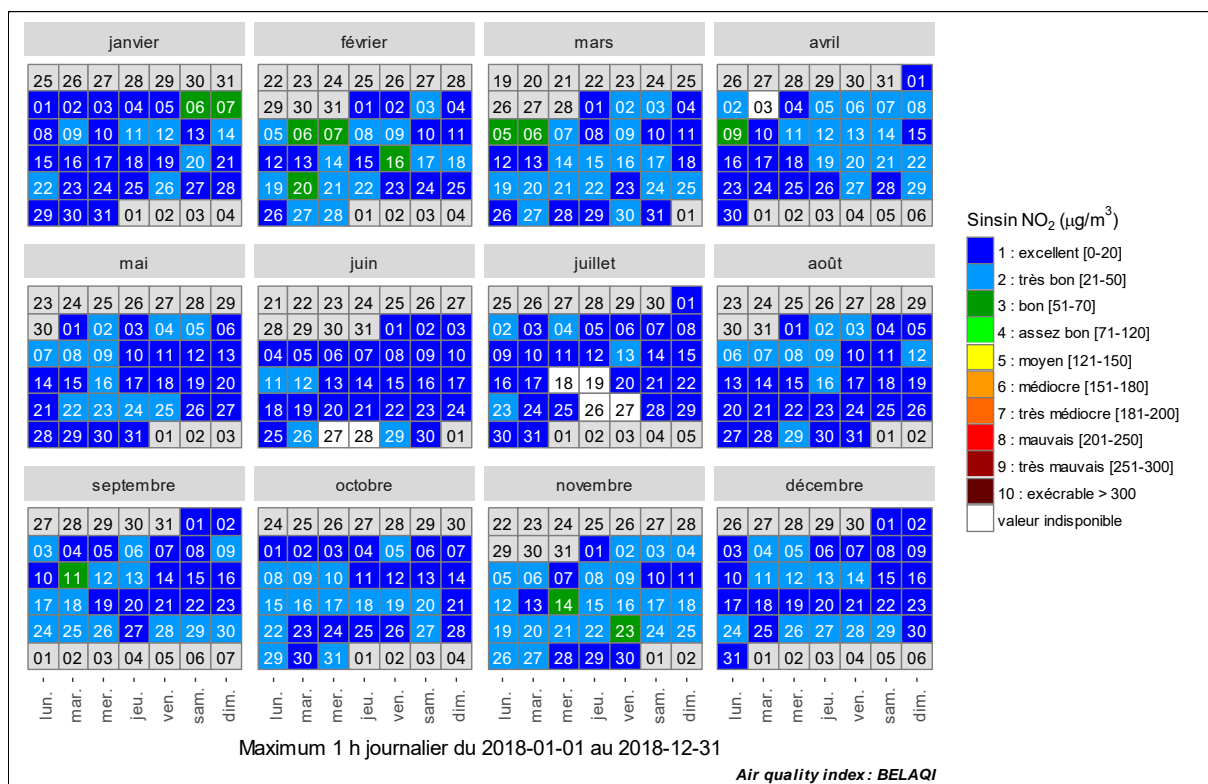 janvier février mars avril
25 26 27 28 29 30 31 22 23 24 25 26 27 28 19 20 21 22 23 24 25 26 27 28 29 30 31 01
01 02 03 04 05 06 07 29 30 31 01 02 03 04 26 27 28 01 02 03 04 02 03 04 05 06 07 08
08 09 10 11 12 13 14 05 06 07 08 09 10 11 05 06 07 08 09 10 11 09 10 11 12 13 14 15
15 16 17 18 19 20 21 12 13 14 15 16 17 18 12 13 14 15 16 17 18 16 17 18 19 20 21 22
22 23 24 25 26 27 28 19 20 21 22 23 24 25 19 20 21 22 23 24 25 23 24 25 26 27 28 29
29 30 31 01 02 03 04 26 27 28 01 02 03 04 26 27 28 29 30 31 01 30 01 02 03 04 05 06
mai juin juillet août
23 24 25 26 27 28 29 21 22 23 24 25 26 27 25 26 27 28 29 30 01 23 24 25 26 27 28 29
30 01 02 03 04 05 06 28 29 30 31 01 02 03 02 03 04 05 06 07 08 30 31 01 02 03 04 05
07 08 09 10 11 12 13 04 05 06 07 08 09 10 09 10 11 12 13 14 15 06 07 08 09 10 11 12
14 15 16 17 18 19 20 11 12 13 14 15 16 17 16 17 18 19 20 21 22 13 14 15 16 17 18 19
21 22 23 24 25 26 27 18 19 20 21 22 23 24 23 24 25 26 27 28 29 20 21 22 23 24 25 26
28 29 30 31 01 02 03 25 26 27 28 29 30 01 30 31 01 02 03 04 05 27 28 29 30 31 01 02
septembre octobre novembre décembre
27 28 29 30 31 01 02 24 25 26 27 28 29 30 22 23 24 25 26 27 28 26 27 28 29 30 01 02
03 04 05 06 07 08 09 01 02 03 04 05 06 07 29 30 31 01 02 03 04 03 04 05 06 07 08 09
10 11 12 13 14 15 16 08 09 10 11 12 13 14 05 06 07 08 09 10 11 10 11 12 13 14 15 16
17 18 19 20 21 22 23 15 16 17 18 19 20 21 12 13 14 15 16 17 18 17 18 19 20 21 22 23
24 25 26 27 28 29 30 22 23 24 25 26 27 28 19 20 21 22 23 24 25 24 25 26 27 28 29 30
01 02 03 04 05 06 07 29 30 31 01 02 03 04 26 27 28 29 30 01 02 31 01 02 03 04 05 06
lun. mar. mer. jeu. ven. sam. dim. lun. mar. mer. jeu. ven. sam. dim. lun. mar. mer. jeu. ven. sam. dim. lun. mar. mer. jeu. ven. sam. dim.
Maximum 1 h journalier du 2018-01-01 au 2018-12-31
Air quality index : BELAQI
Sinsin NO₂ (µg/m³)
1 : excellent [0-20]
2 : très bon [21-50]
3 : bon [51-70]
4 : assez bon [71-120]
5 : moyen [121-150]
6 : médiocre [151-180]
7 : très médiocre [181-200]
8 : mauvais [201-250]
9 : très mauvais [251-300]
10 : exécrable > 300
valeur indisponible